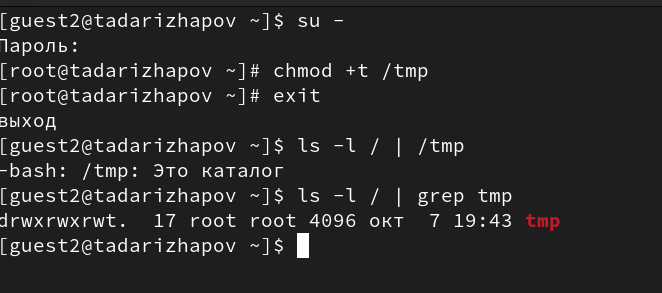 [guest2@tadarizhapov ~]$ su -
Пароль:
[root@tadarizhapov ~]# chmod +t /tmp
[root@tadarizhapov ~]# exit
выход
[guest2@tadarizhapov ~]$ ls -l / | /tmp
-bash: /tmp: Это каталог
[guest2@tadarizhapov ~]$ ls -l / | grep tmp
drwxrwxrwt.  17 root root 4096 окт  7 19:43 tmp
[guest2@tadarizhapov ~]$